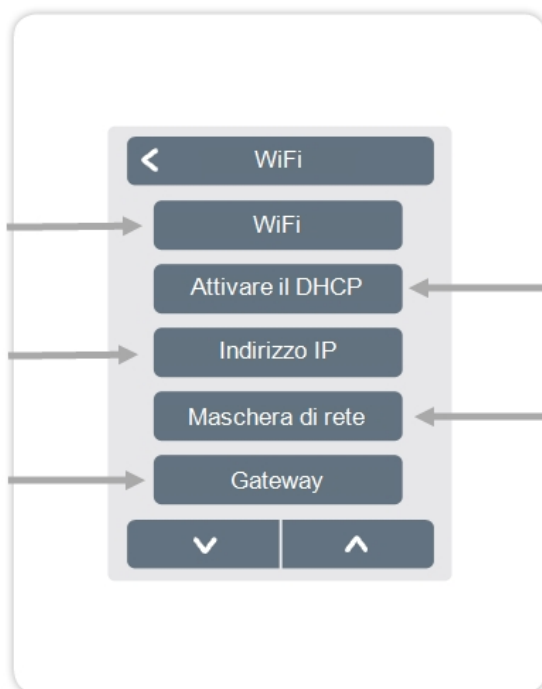 WiFi
WiFi
Attivare il DHCP
Indirizzo IP
Maschera di rete
Gateway